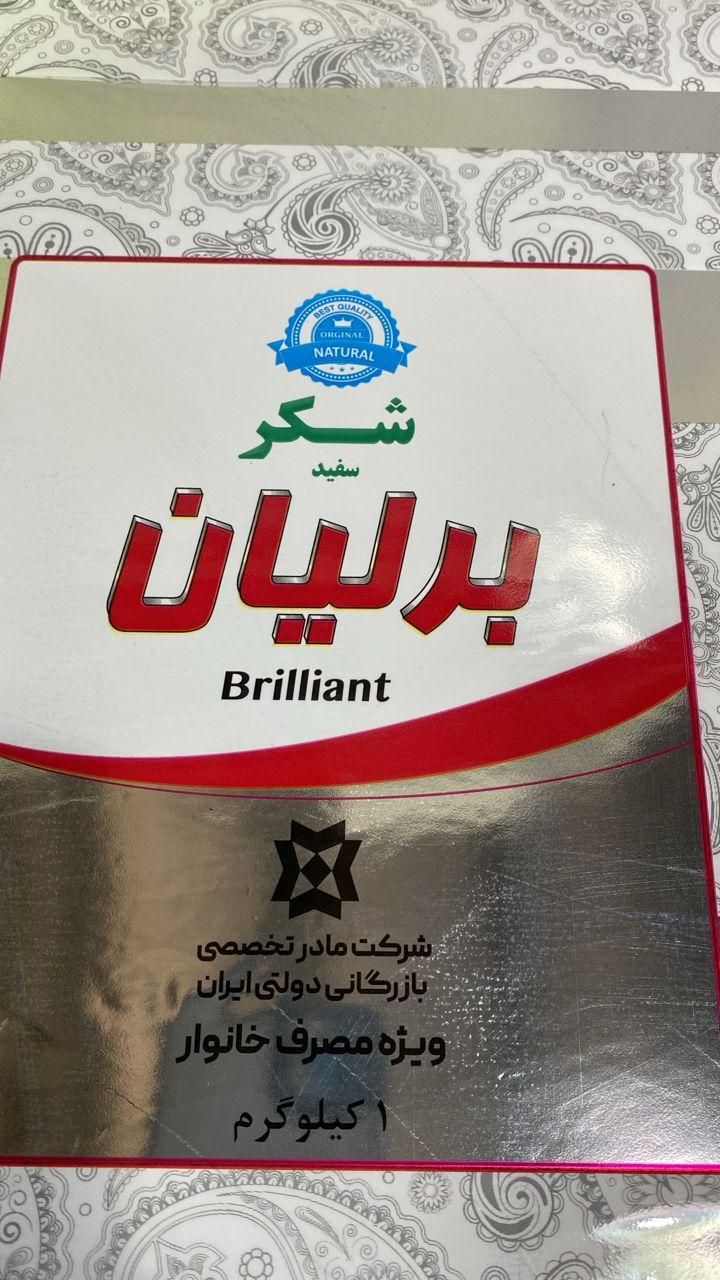 BEST QUALITY
ORGINAL
NATURAL
شکر
سفید
برلیان
Brilliant
شرکت مادر تخصصی
بازرگانی دولتی ایران
ویژه مصرف خانوار
۱ کیلوگرم